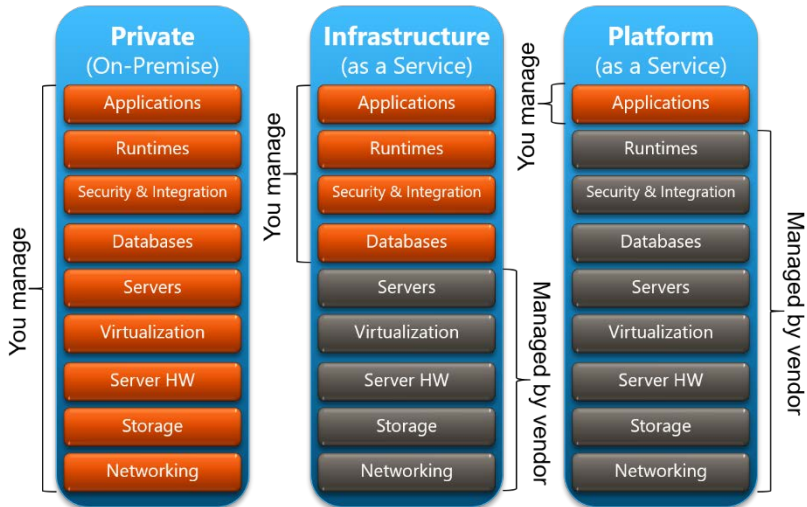 Private
(On-Premise)
Applications
Runtimes
Security & Integration
Databases
Servers
Virtualization
Server HW
Storage
Networking
You manage
Infrastructure
(as a Service)
Applications
Runtimes
Security & Integration
Databases
Servers
Virtualization
Server HW
Storage
Networking
You manage
Managed by vendor
Platform
(as a Service)
Applications
Runtimes
Security & Integration
Databases
Servers
Virtualization
Server HW
Storage
Networking
You manage
Managed by vendor